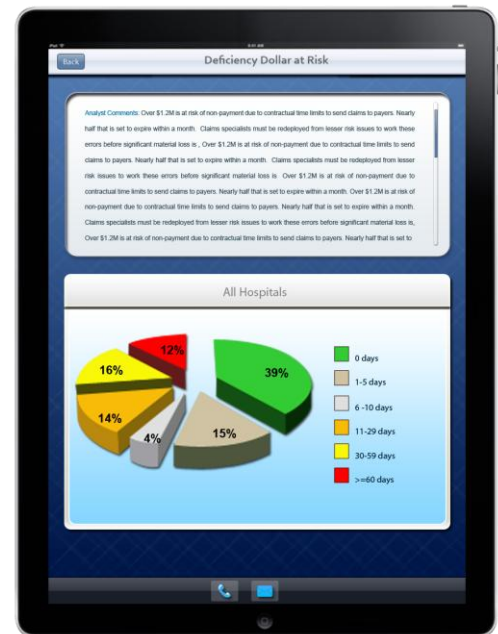 iPad
9:41 AM
Back
Deficiency Dollar at Risk
Analyst Comments: Over $1.2M is at risk of non-payment due to contractual time limits to send claims to payers. Nearly
half that is set to expire within a month. Claims specialists must be redeployed from lesser risk issues to work these
errors before significant material loss is , Over $1.2M is at risk of non-payment due to contractual time limits to send
claims to payers. Nearly half that is set to expire within a month. Claims specialists must be redeployed from lesser
risk issues to work these errors before significant material loss is Over $1.2M is at risk of non-payment due to
contractual time limits to send claims to payers. Nearly half that is set to expire within a month. Over $1.2M is at risk of
non-payment due to contractual time limits to send claims to payers. Nearly half that is set to expire within a month.
Claims specialists must be redeployed from lesser risk issues to work these errors before significant material loss is,
Over $1.2M is at risk of non-payment due to contractual time limits to send claims to payers. Nearly half that is set to
All Hospitals
12%
39%
16%
14%
4%
15%
0 days
1-5 days
6 -10 days
11-29 days
30-59 days
>=60 days